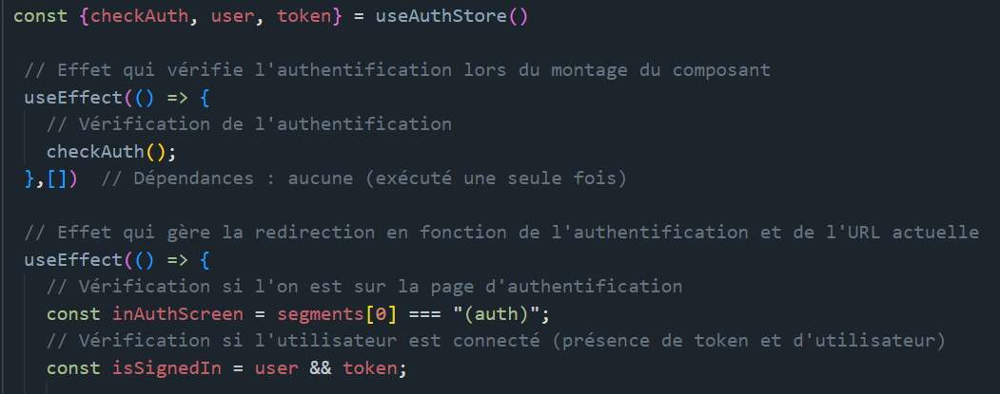 const {checkAuth, user, token} = useAuthStore()
// Effet qui vérifie l'authentification lors du montage du composant
useEffect(() => {
// Vérification de l'authentification
checkAuth();
},[])  // Dépendances : aucune (exécuté une seule fois)
// Effet qui gère la redirection en fonction de l'authentification et de l'URL actuelle
useEffect(() => {
// Vérification si l'on est sur la page d'authentification
const inAuthScreen = segments[0] === "(auth)";
// Vérification si l'utilisateur est connecté (présence de token et d'utilisateur)
const isSignedIn = user && token;